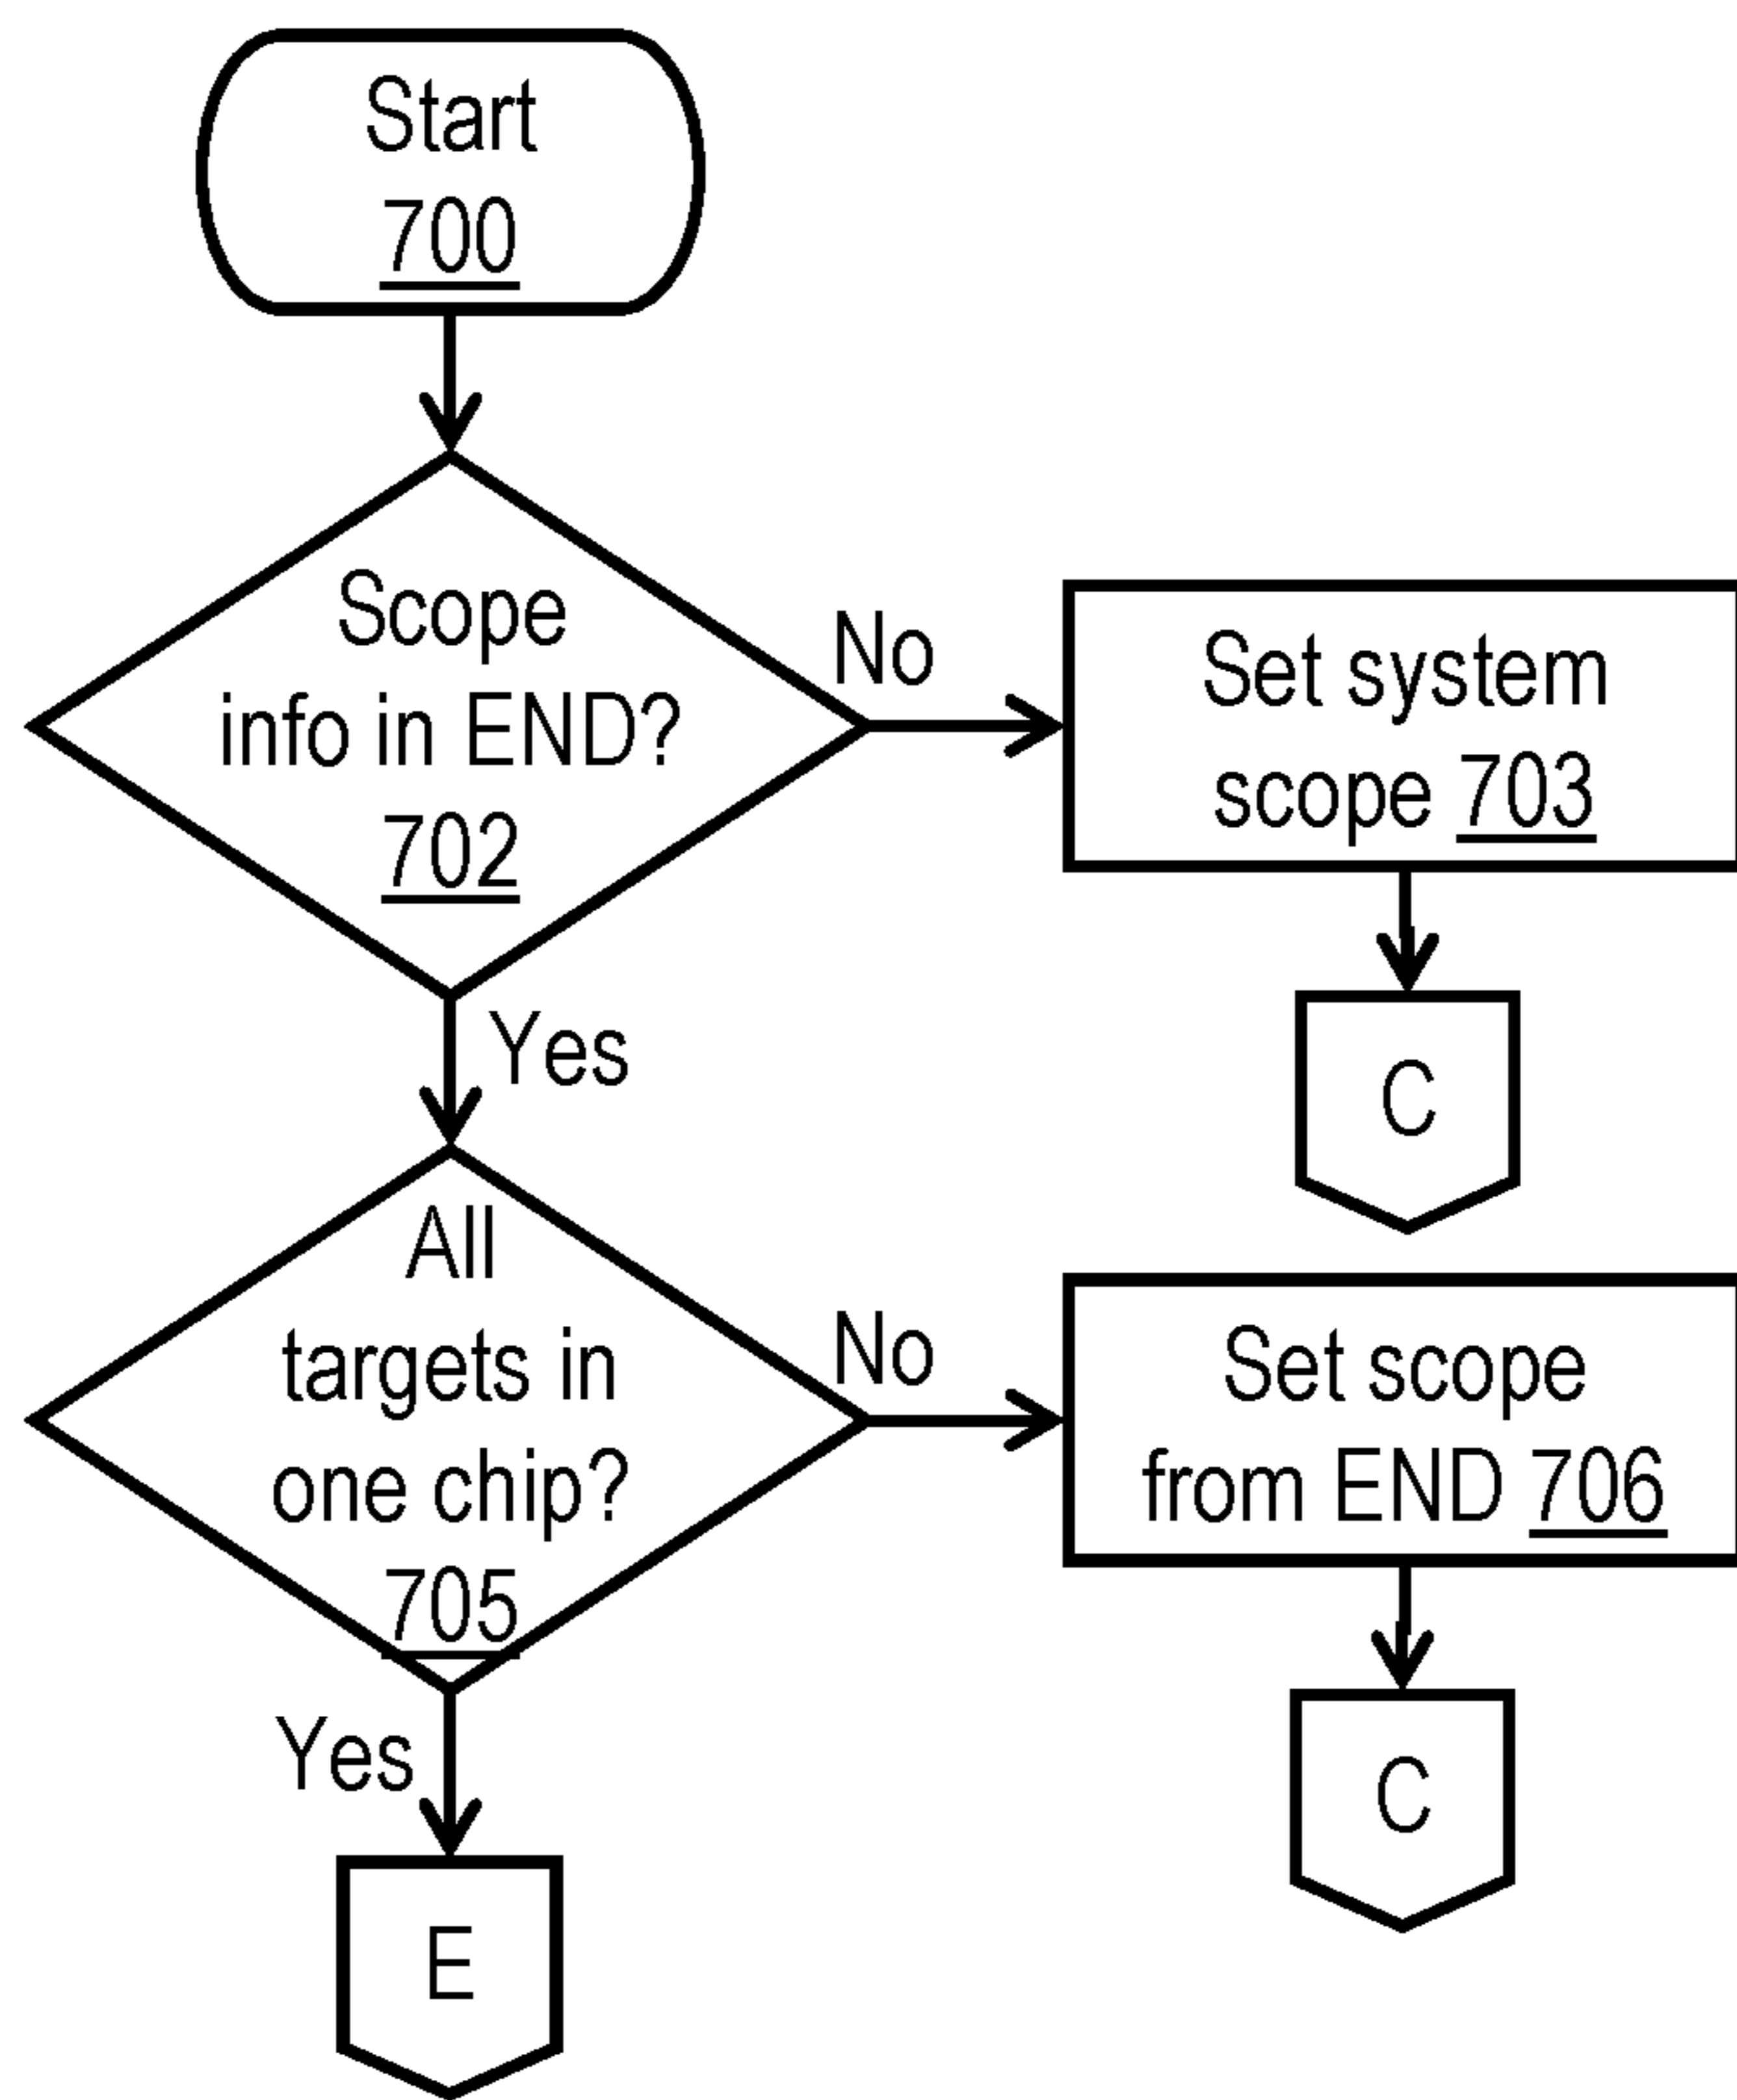 Start
700
Scope
info in END?
702
No
Set system
scope 703
C
Yes
All
targets in
one chip?
705
No
Set scope
from END 706
C
Yes
E